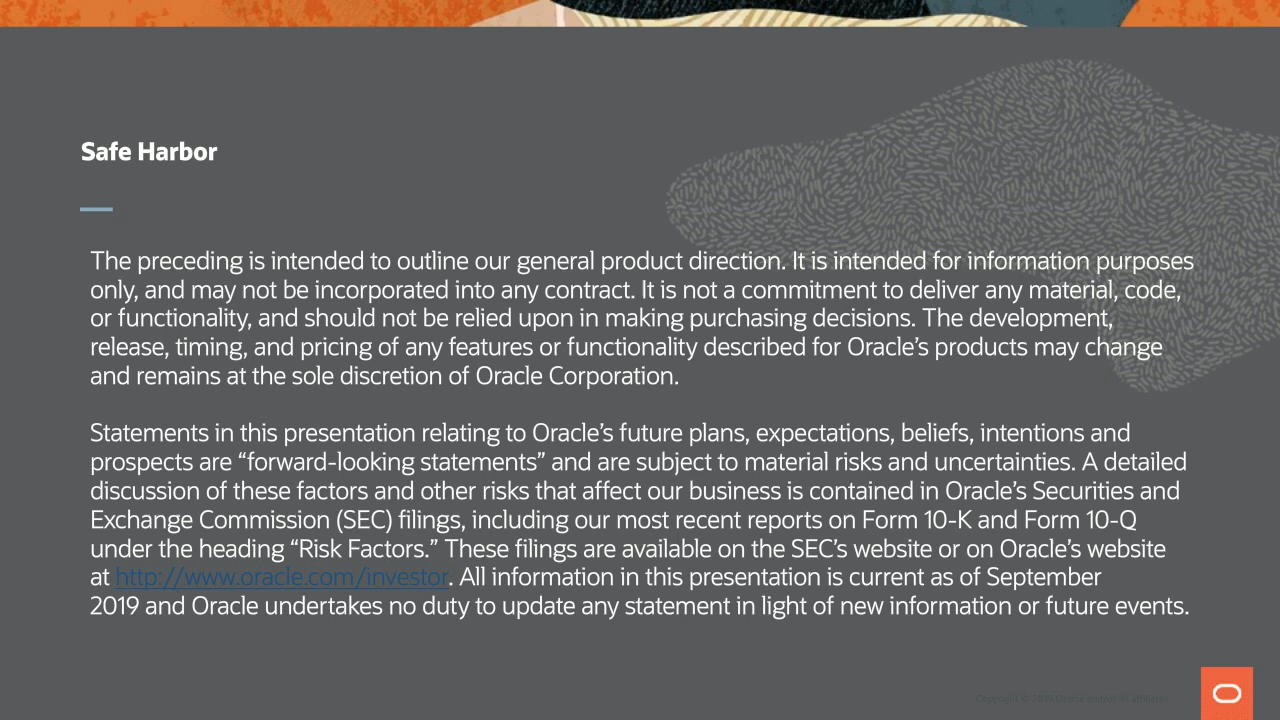 Safe Harbor
The preceding is intended to outline our general product direction. It is intended for information purposes
only, and may not be incorporated into any contract. It is not a commitment to deliver any material, code,
or functionality, and should not be relied upon in making purchasing decisions. The development,
release, timing, and pricing of any features or functionality described for Oracle’s products may change
and remains at the sole discretion of Oracle Corporation.
Statements in this presentation relating to Oracle’s future plans, expectations, beliefs, intentions and
prospects are “forward-looking statements” and are subject to material risks and uncertainties. A detailed
discussion of these factors and other risks that affect our business is contained in Oracle’s Securities and
Exchange Commission (SEC) filings, including our most recent reports on Form 10-K and Form 10-Q
under the heading “Risk Factors.” These filings are available on the SEC’s website or on Oracle’s website
at http://www.oracle.com/investor. All information in this presentation is current as of September
2019 and Oracle undertakes no duty to update any statement in light of new information or future events.
Copyright © 2019 Oracle and/or its affiliates.